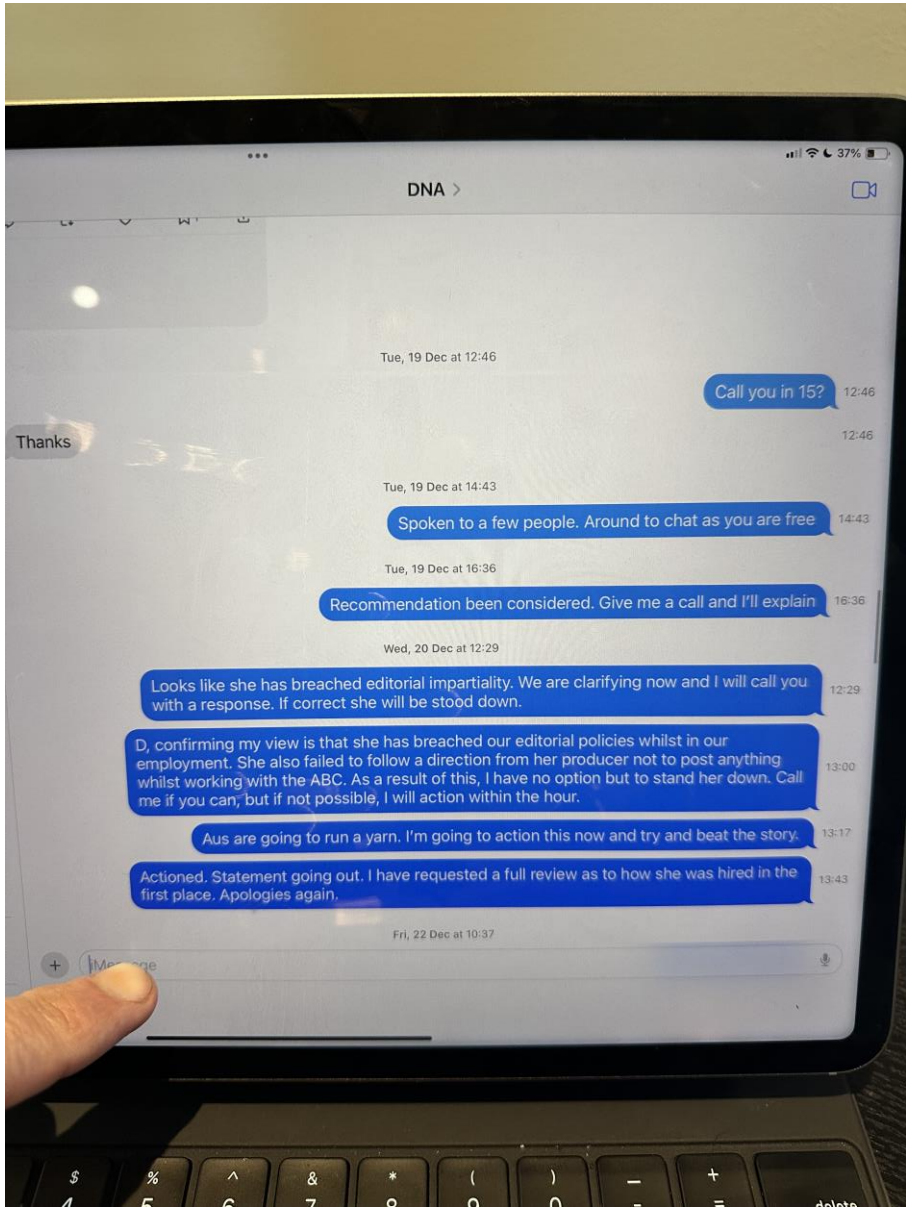 37%
DNA >
Tue, 19 Dec at 12:46
Call you in 15? 12:46
Thanks 12:46
Tue, 19 Dec at 14:43
Spoken to a few people. Around to chat as you are free 14:43
Tue, 19 Dec at 16:36
Recommendation been considered. Give me a call and I'll explain 16:36
Wed, 20 Dec at 12:29
Looks like she has breached editorial impartiality. We are clarifying now and I will call you
with a response. If correct she will be stood down. 12:29
D, confirming my view is that she has breached our editorial policies whilst in our
employment. She also failed to follow a direction from her producer not to post anything
whilst working with the ABC. As a result of this, I have no option but to stand her down. Call
me if you can, but if not possible, I will action within the hour. 13:00
Aus are going to run a yarn. I'm going to action this now and try and beat the story. 13:17
Actioned. Statement going out. I have requested a full review as to how she was hired in the
first place. Apologies again. 13:43
Fri, 22 Dec at 10:37
$ % ^ & * ( ) — +
4 5 6 7 8 9 0 - =
delete